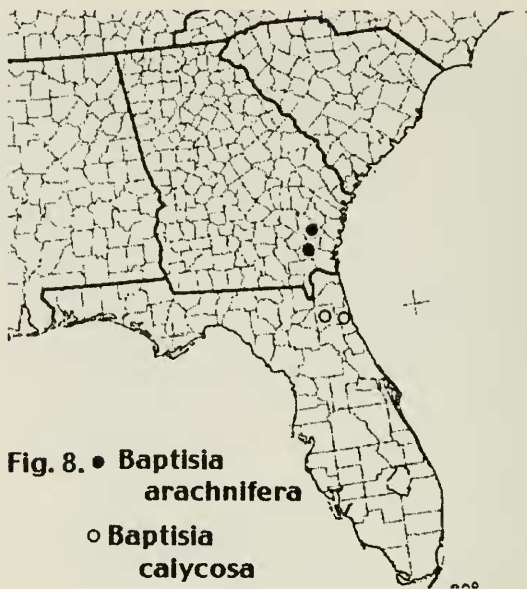 Fig. 8. • Baptisia
arachnifera
○ Baptisia
calycosa